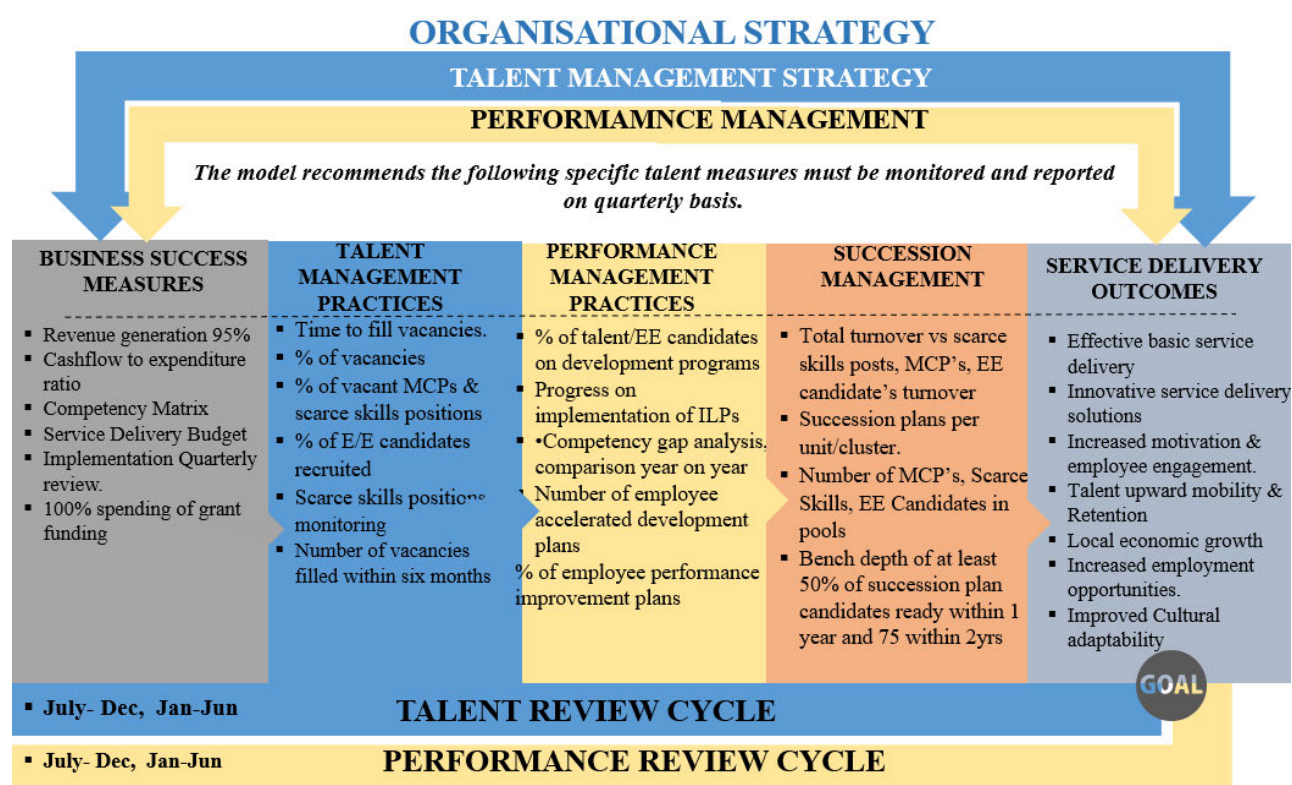 ORGANISATIONAL STRATEGY
TALENT MANAGEMENT STRATEGY
PERFORMAMNCE MANAGEMENT
The model recommends the following specific talent measures must be monitored and reported
on quarterly basis.
BUSINESS SUCCESS
MEASURES
▪ Revenue generation 95%
▪ Cashflow to expenditure
ratio
▪ Competency Matrix
▪ Service Delivery Budget
▪ Implementation Quarterly
review.
▪ 100% spending of grant
funding
TALENT
MANAGEMENT
PRACTICES
▪ Time to fill vacancies.
▪ % of vacancies
▪ % of vacant MCPs &
scarce skills positions
▪ % of E/E candidates
recruited
▪ Scarce skills positions
monitoring
▪ Number of vacancies
filled within six months
PERFORMANCE
MANAGEMENT
PRACTICES
▪ % of talent/EE candidates
on development programs
▪ Progress on
implementation of ILPs
▪ •Competency gap analysis,
comparison year on year
▪ Number of employee
accelerated development
plans
% of employee performance
improvement plans
SUCCESSION
MANAGEMENT
▪ Total turnover vs scarce
skills posts, MCP's, EE
candidate's turnover
▪ Succession plans per
unit/cluster.
▪ Number of MCP's, Scarce
Skills, EE Candidates in
pools
▪ Bench depth of at least
50% of succession plan
candidates ready within 1
year and 75 within 2yrs
SERVICE DELIVERY
OUTCOMES
▪ Effective basic service
delivery
▪ Innovative service delivery
solutions
▪ Increased motivation &
employee engagement.
▪ Talent upward mobility &
Retention
▪ Local economic growth
▪ Increased employment
opportunities.
▪ Improved Cultural
adaptability
GOAL
▪ July- Dec, Jan-Jun
TALENT REVIEW CYCLE
▪ July- Dec, Jan-Jun
PERFORMANCE REVIEW CYCLE